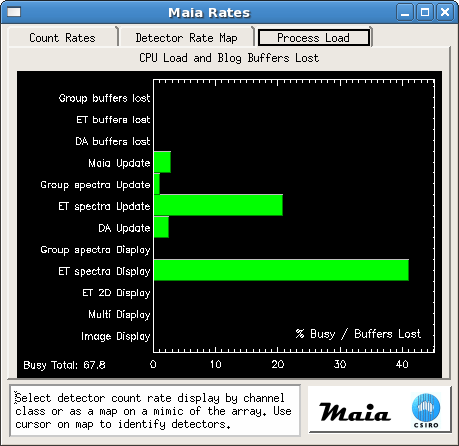 Maia Rates
Count Rates
Detector Rate Map
Process Load
CPU Load and Blog Buffers Lost
Group buffers lost
ET buffers lost
DA buffers lost
Maia Update
Group spectra Update
ET spectra Update
DA Update
Group spectra Display
ET spectra Display
ET 2D Display
Multi Display
Image Display
% Busy / Buffers Lost
Busy Total: 67.8
0 10 20 30 40
Select detector count rate display by channel
class or as a map on a mimic of the array. Use
cursor on map to identify detectors.
Maia
CSIRO